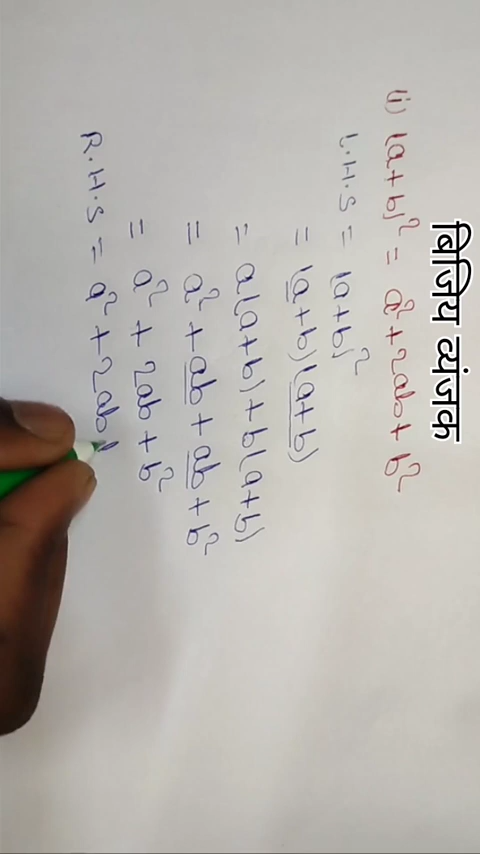 बिजिय व्यंजक
(i) (a+b)² = a² + 2ab + b²
L.H.S = (a+b)²
= (a+b)(a+b)
= a(a+b) + b(a+b)
= a² + ab + ab + b²
= a² + 2ab + b²
R.H.S = a² + 2ab